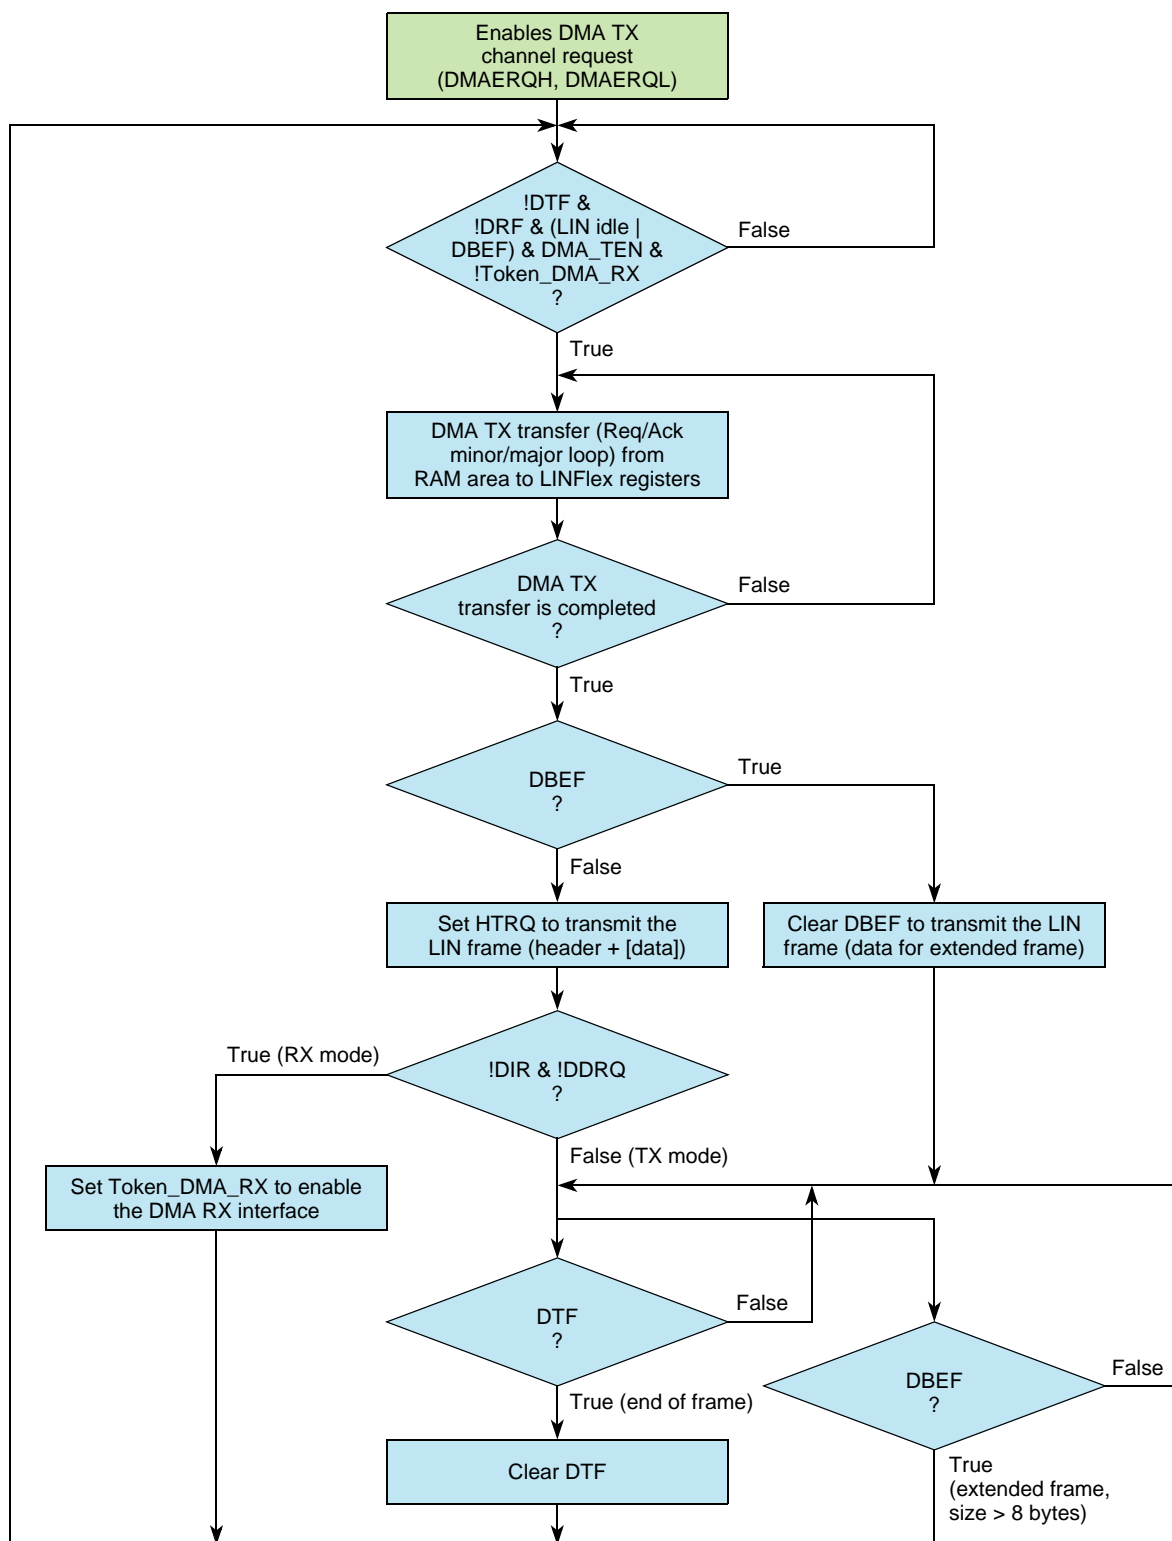 Enables DMA TX
channel request
(DMAERQH, DMAERQL)
!DTF &
!DRF & (LIN idle |
DBEF) & DMA_TEN &
!Token_DMA_RX
?
False
True
DMA TX transfer (Req/Ack
minor/major loop) from
RAM area to LINFlex registers
DMA TX
transfer is completed
?
False
True
DBEF
?
True
False
Set HTRQ to transmit the
LIN frame (header + [data])
Clear DBEF to transmit the LIN
frame (data for extended frame)
True (RX mode)
!DIR & !DDRQ
?
False (TX mode)
Set Token_DMA_RX to enable
the DMA RX interface
DTF
?
False
DBEF
?
False
True (end of frame)
Clear DTF
True
(extended frame,
size > 8 bytes)